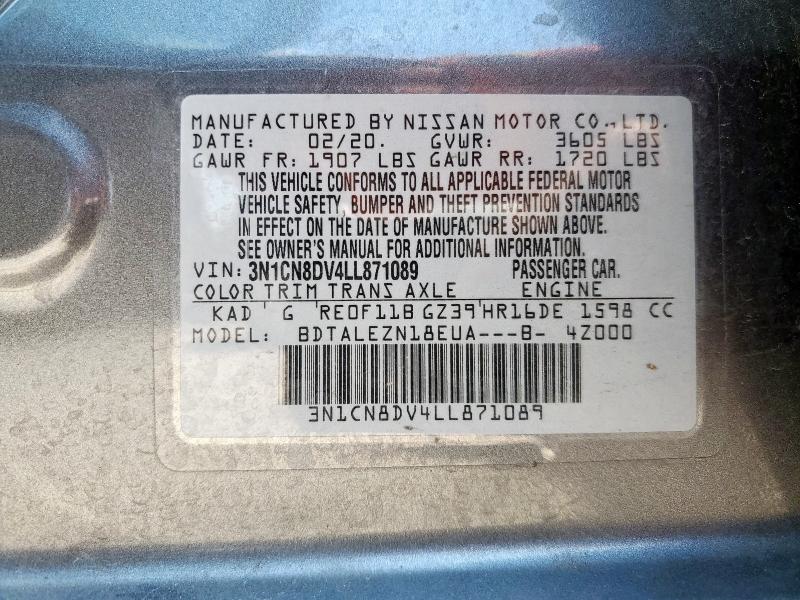 MANUFACTURED BY NISSAN MOTOR CO., LTD.
DATE: 02/20. GVWR: 3605 LBS
GAWR FR: 1907 LBS GAWR RR: 1720 LBS
THIS VEHICLE CONFORMS TO ALL APPLICABLE FEDERAL MOTOR
VEHICLE SAFETY, BUMPER AND THEFT PREVENTION STANDARDS
IN EFFECT ON THE DATE OF MANUFACTURE SHOWN ABOVE.
SEE OWNER'S MANUAL FOR ADDITIONAL INFORMATION.
VIN: 3N1CN8DV4LL871089 PASSENGER CAR.
COLOR TRIM TRANS AXLE ENGINE
KAD ' G 'RE0F11B GZ39'HR16DE 1598 CC
MODEL: BDTALEZN18EUA---B- 4Z000
3N1CN8DV4LL871089